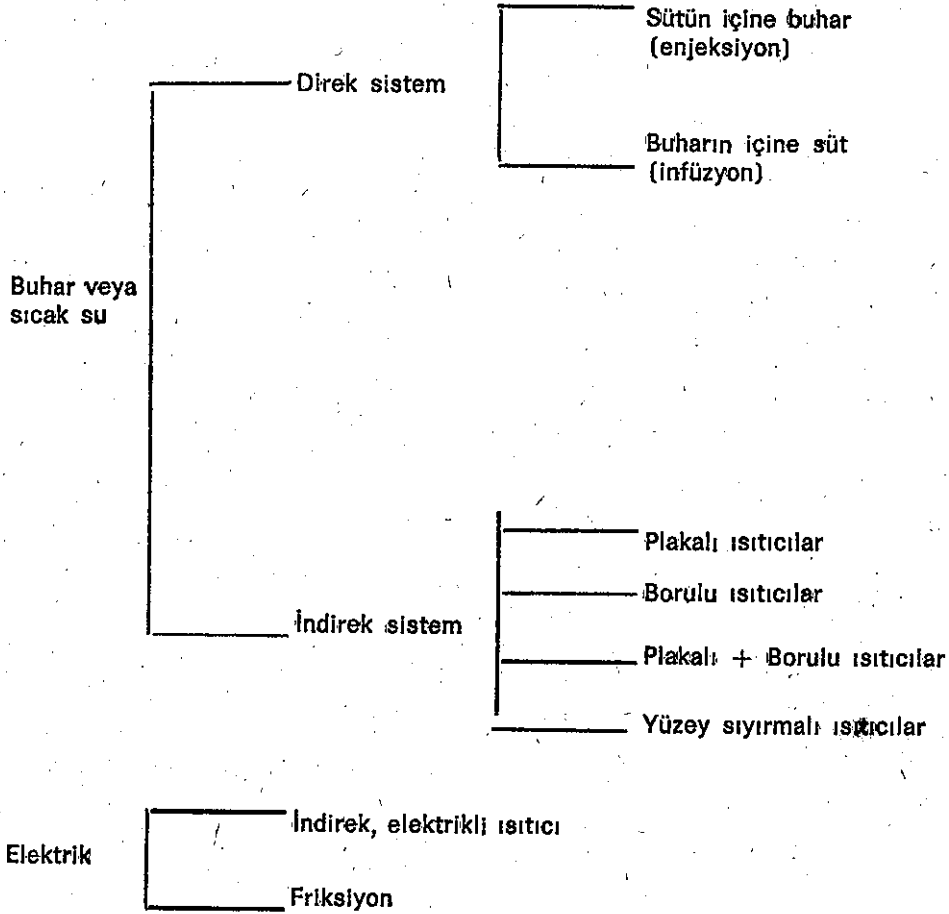 Sütün içine buhar
(enjeksiyon)
Direk sistem
Buharın içine süt
(infüzyon)
Buhar veya
sıcak su
Plakalı ısıtıcılar
Borulu ısıtıcılar
İndirek sistem
Plakalı + Borulu ısıtıcılar
Yüzey sıyırmalı ısıtıcılar
İndirek, elektrikli ısıtıcı
Elektrik
Friksiyon